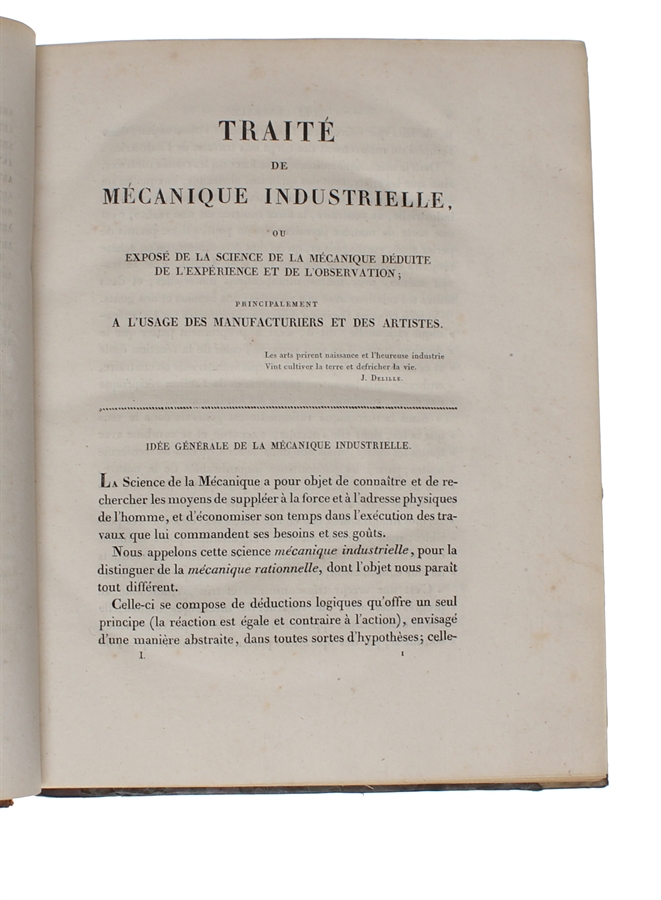 TRAITÉ
DE
MÉCANIQUE INDUSTRIELLE,
OU
EXPOSÉ DE LA SCIENCE DE LA MÉCANIQUE DÉDUITE
DE L'EXPÉRIENCE ET DE L'OBSERVATION;
PRINCIPALEMENT
A L'USAGE DES MANUFACTURIERS ET DES ARTISTES.
Les arts prirent naissance et l'heureuse industrie
Vint cultiver la terre et defricher la vie.
J. DELILLE.
IDÉE GÉNÉRALE DE LA MÉCANIQUE INDUSTRIELLE.
LA Science de la Mécanique a pour objet de connaître et de re-
chercher les moyens de suppléer à la force et à l'adresse physiques
de l'homme, et d'économiser son temps dans l'exécution des tra-
vaux que lui commandent ses besoins et ses goûts.
Nous appelons cette science mécanique industrielle, pour la
distinguer de la mécanique rationnelle, dont l'objet nous paraît
tout différent.
Celle-ci se compose de déductions logiques qu'offre un seul
principe (la réaction est égale et contraire à l'action), envisagé
d'une manière abstraite, dans toutes sortes d'hypothèses; celle-
I. 1